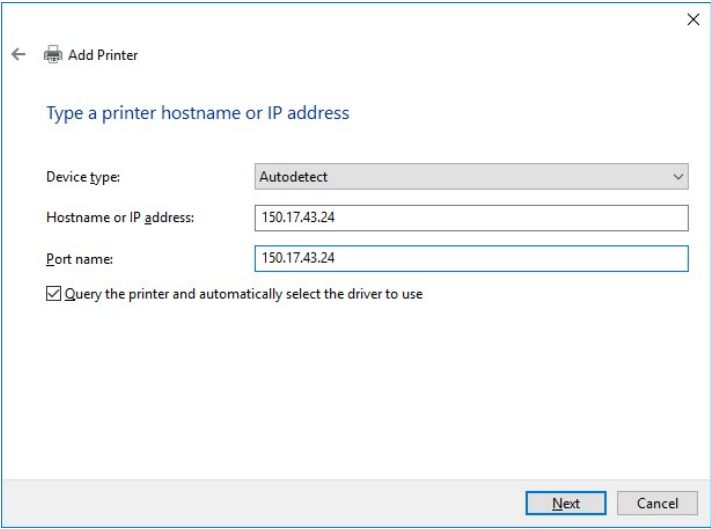 Add Printer
Type a printer hostname or IP address
Device type: Autodetect
Hostname or IP address: 150.17.43.24
Port name: 150.17.43.24
Query the printer and automatically select the driver to use
Next Cancel